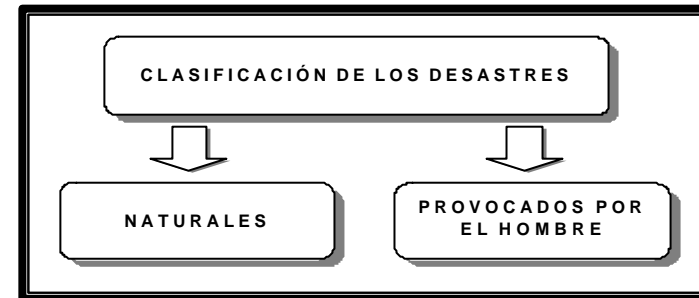 CLASIFICACIÓN DE LOS DESASTRES
NATURALES
PROVOCADOS POR
EL HOMBRE